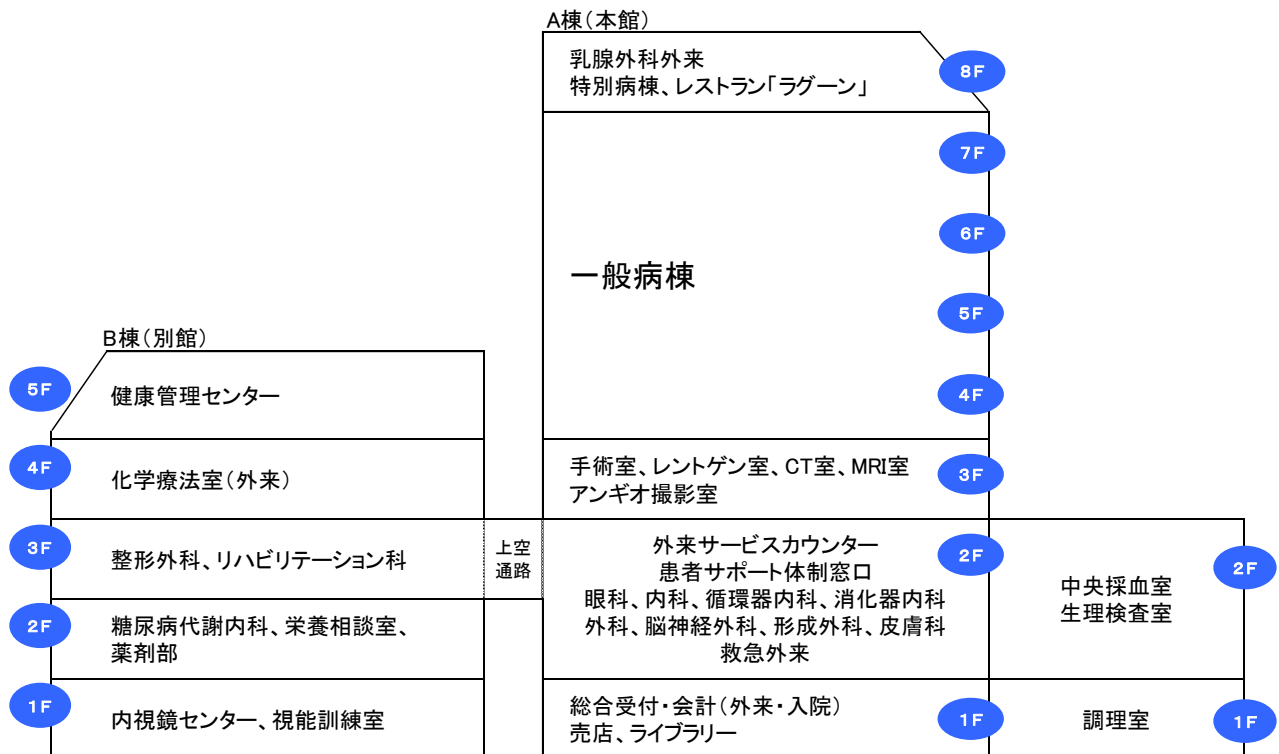 A棟(本館)
乳腺外科外来
特別病棟、レストラン「ラグーン」
8F
7F
6F
一般病棟
5F
4F
手術室、レントゲン室、CT室、MRI室
アンギオ撮影室
3F
外来サービスカウンター
患者サポート体制窓口
眼科、内科、循環器内科、消化器内科
外科、脳神経外科、形成外科、皮膚科
救急外来
2F
総合受付・会計(外来・入院)
売店、ライブラリー
1F
中央採血室
生理検査室
2F
調理室
1F
上空
通路
B棟(別館)
5F
健康管理センター
4F
化学療法室(外来)
3F
整形外科、リハビリテーション科
2F
糖尿病代謝内科、栄養相談室、
薬剤部
1F
内視鏡センター、視能訓練室